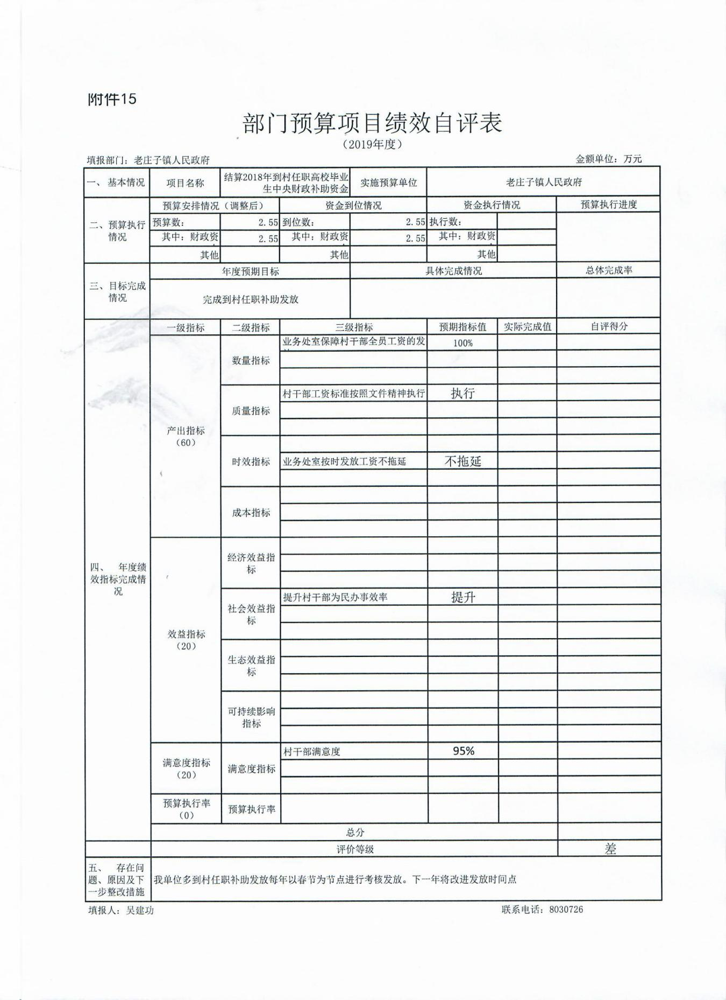 附件15
部门预算项目绩效自评表
（2019年度）
填报部门：老庄子镇人民政府 金额单位：万元
一、 基本情况 项目名称 结算2018年到村任职高校毕业
生中央财政补助资金 实施预算单位 老庄子镇人民政府
二、预算执行
情况 预算安排情况（调整后） 资金到位情况 资金执行情况 预算执行进度
预算数： 2.55 到位数： 2.55 执行数：
其中：财政资 2.55 其中：财政资 2.55 其中：财政资
其他 其他 其他
三、目标完成
情况 年度预期目标 具体完成情况 总体完成率
完成到村任职补助发放
四、 年度绩
效指标完成情
况 一级指标 二级指标 三级指标 预期指标值 实际完成值 自评得分
产出指标
（60） 数量指标 业务处室保障村干部全员工资的发 100%
质量指标 村干部工资标准按照文件精神执行 执行
时效指标 业务处室按时发放工资不拖延 不拖延
成本指标
效益指标
（20） 经济效益指
标
社会效益指
标 提升村干部为民办事效率 提升
生态效益指
标
可持续影响
指标
满意度指标
（20） 满意度指标 村干部满意度 95%
预算执行率
（0） 预算执行率
总分
评价等级 差
五、 存在问
题、原因及下
一步整改措施 我单位多到村任职补助发放每年以春节为节点进行考核发放。下一年将改进发放时间点
填报人：吴建功 联系电话：8030726